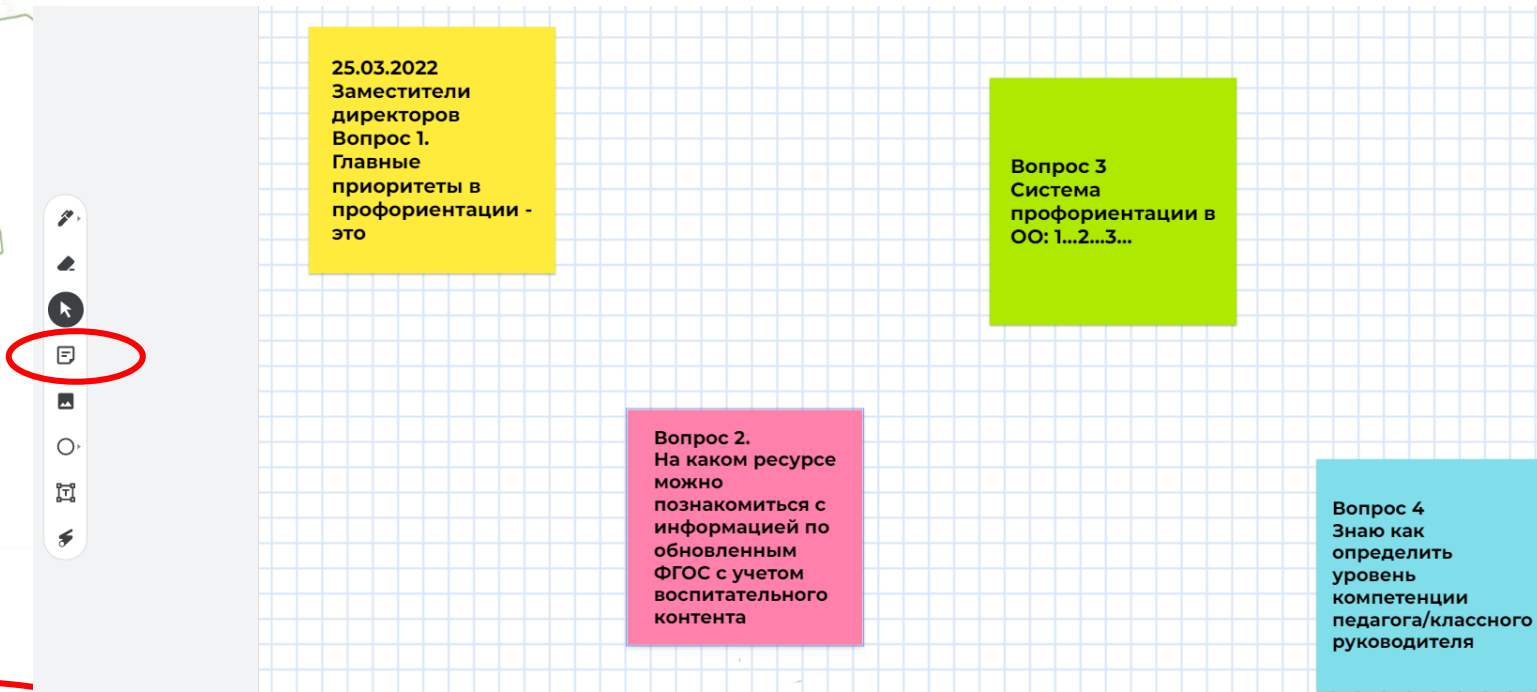 25.03.2022
Заместители
директоров
Вопрос 1.
Главные
приоритеты в
профориентации -
это
Вопрос 2.
На каком ресурсе
можно
познакомиться с
информацией по
обновленным
ФГОС с учетом
воспитательного
контента
Вопрос 3
Система
профориентации в
ОО: 1...2...3...
Вопрос 4
Знаю как
определить
уровень
компетенции
педагога/классного
руководителя